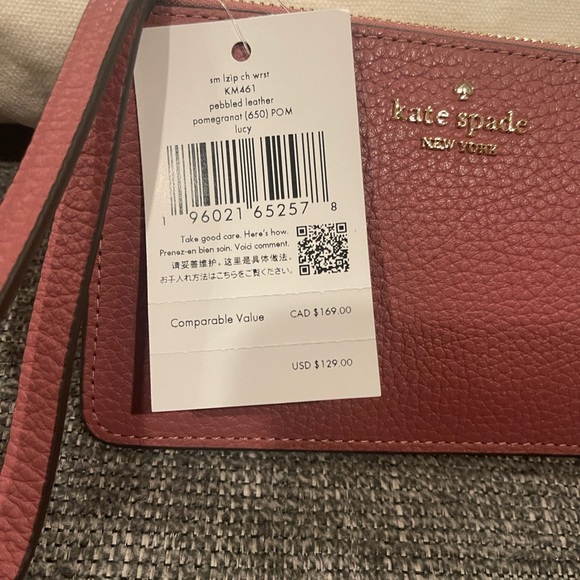 sm lzip ch wrst
KM461
pebbled leather
pomegranat (650) POM
lucy
1 96021 65257 8
Take good care. Here's how.
Prenez-en bien soin. Voici comment.
请妥善维护。这里是具体做法。
お手入れ方法はこちらをご覧ください。
Comparable Value CAD $169.00
USD $129.00
kate spade
NEW YORK